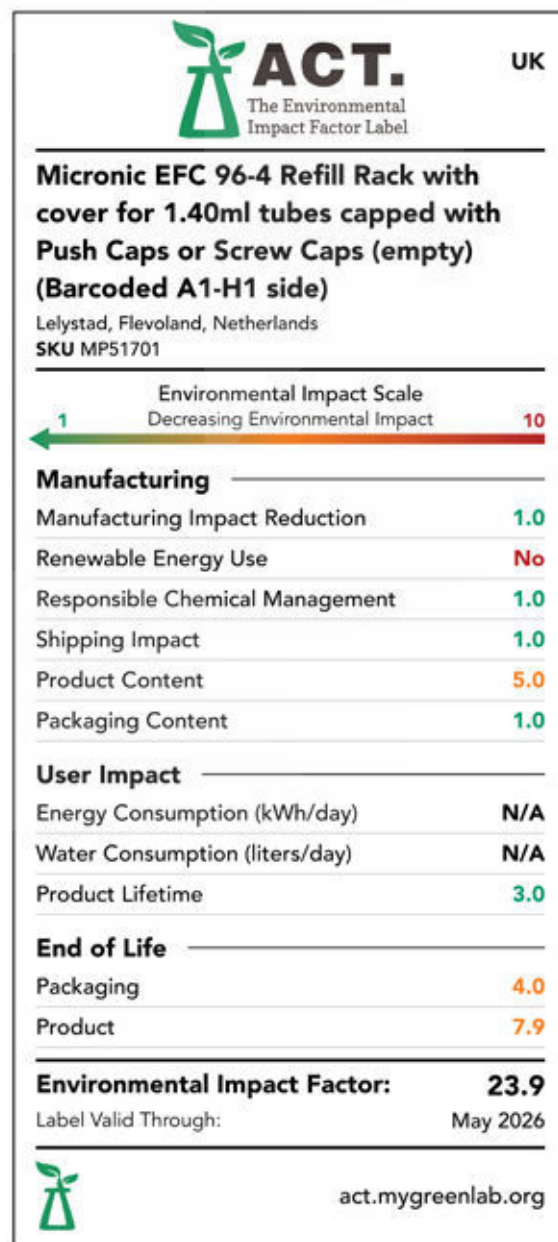 ACT.
UK
The Environmental
Impact Factor Label
Micronic EFC 96-4 Refill Rack with
cover for 1.40ml tubes capped with
Push Caps or Screw Caps (empty)
(Barcoded A1-H1 side)
Lelystad, Flevoland, Netherlands
SKU MP51701
Environmental Impact Scale
1 Decreasing Environmental Impact 10
Manufacturing
Manufacturing Impact Reduction 1.0
Renewable Energy Use No
Responsible Chemical Management 1.0
Shipping Impact 1.0
Product Content 5.0
Packaging Content 1.0
User Impact
Energy Consumption (kWh/day) N/A
Water Consumption (liters/day) N/A
Product Lifetime 3.0
End of Life
Packaging 4.0
Product 7.9
Environmental Impact Factor: 23.9
Label Valid Through: May 2026
act.mygreenlab.org